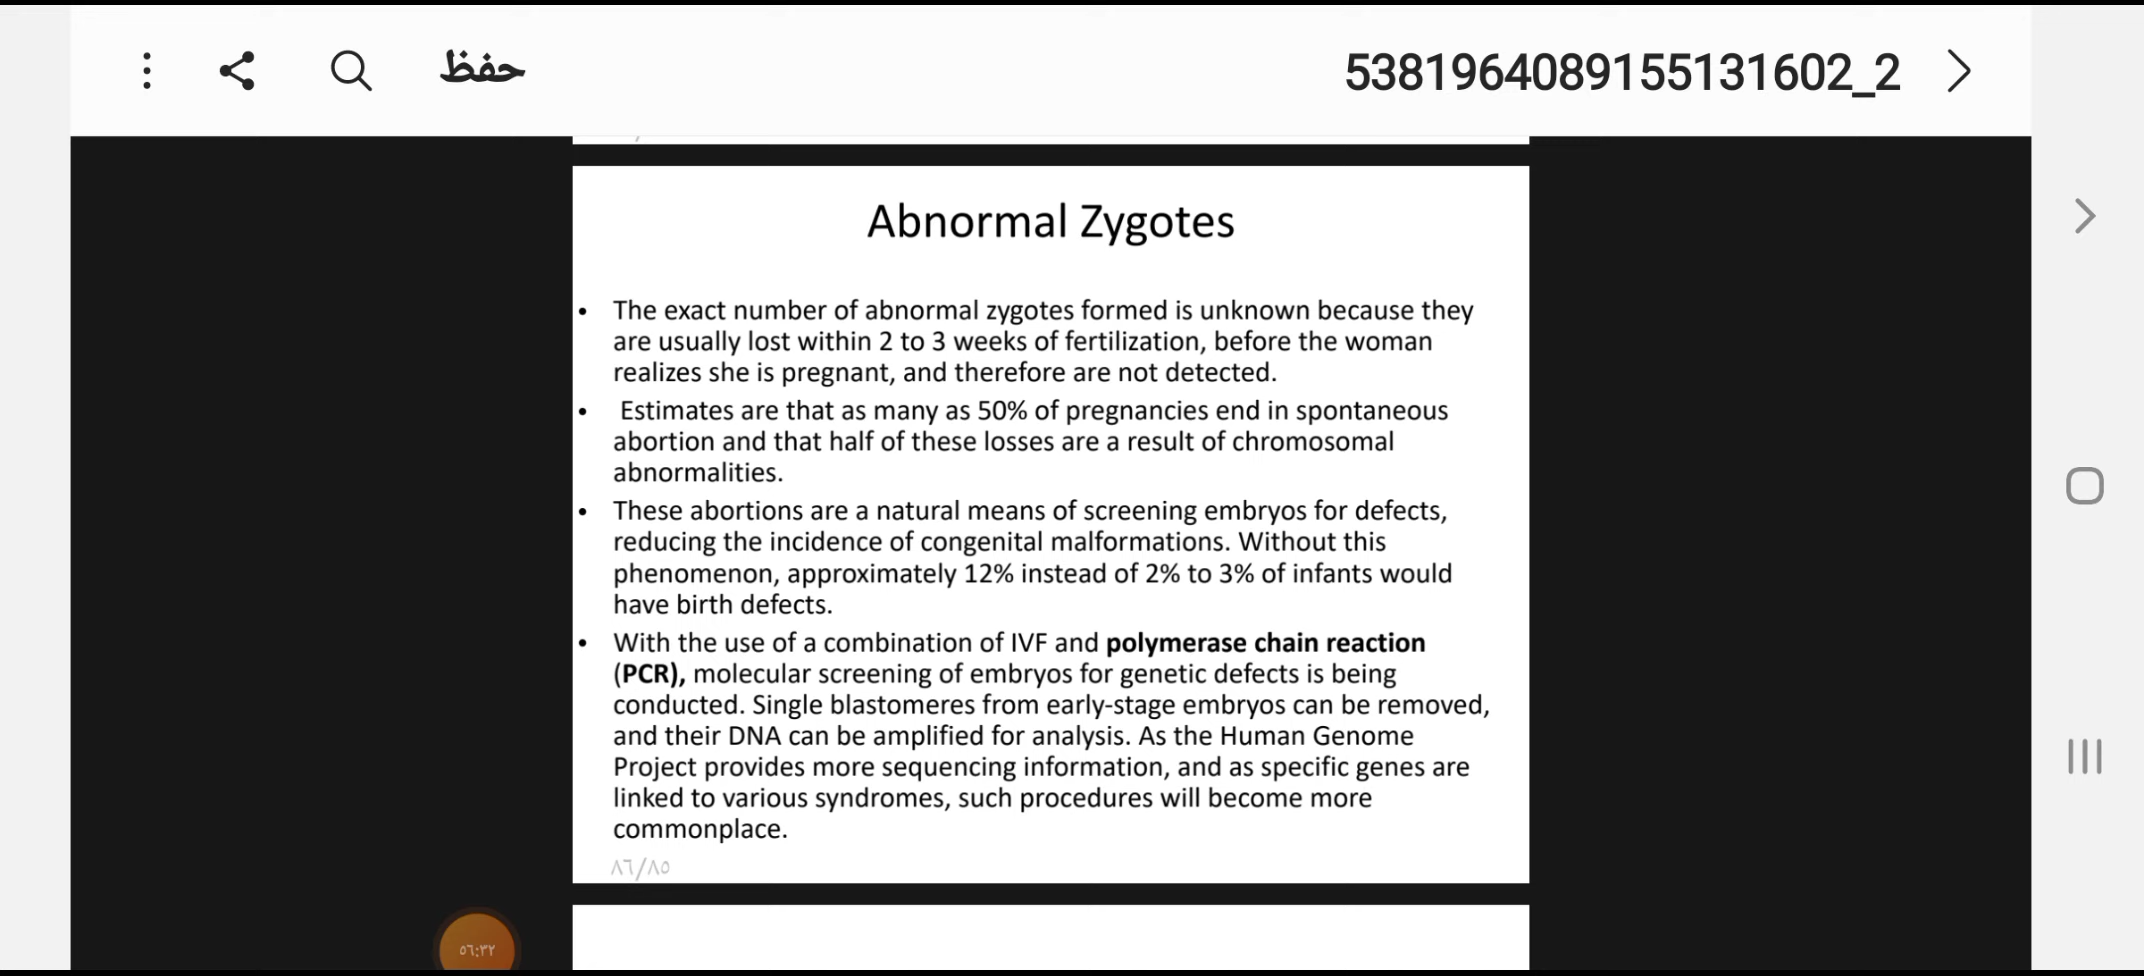 حفظ
5381964089155131602_2
Abnormal Zygotes
• The exact number of abnormal zygotes formed is unknown because they
are usually lost within 2 to 3 weeks of fertilization, before the woman
realizes she is pregnant, and therefore are not detected.
• Estimates are that as many as 50% of pregnancies end in spontaneous
abortion and that half of these losses are a result of chromosomal
abnormalities.
• These abortions are a natural means of screening embryos for defects,
reducing the incidence of congenital malformations. Without this
phenomenon, approximately 12% instead of 2% to 3% of infants would
have birth defects.
• With the use of a combination of IVF and polymerase chain reaction
(PCR), molecular screening of embryos for genetic defects is being
conducted. Single blastomeres from early-stage embryos can be removed,
and their DNA can be amplified for analysis. As the Human Genome
Project provides more sequencing information, and as specific genes are
linked to various syndromes, such procedures will become more
commonplace.
٨٦/٨٥
٥٦:٣٢